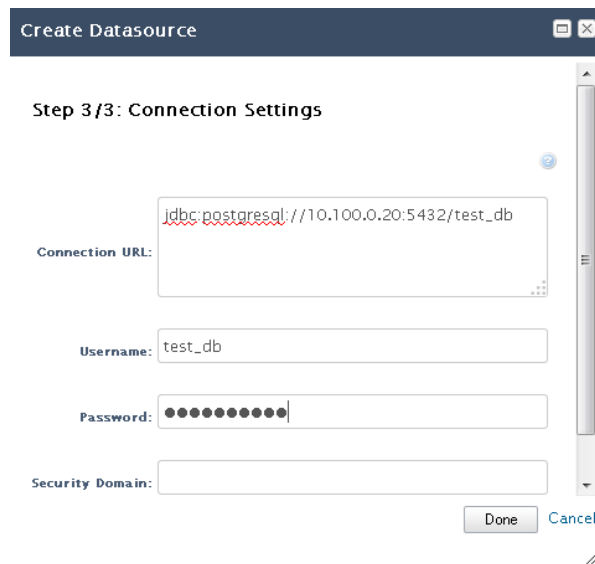 Create Datasource
Step 3/3: Connection Settings
Connection URL: jdbc:postgresql://10.100.0.20:5432/test_db
Username: test_db
Password: ●●●●●●●●●●
Security Domain:
Done Cancel